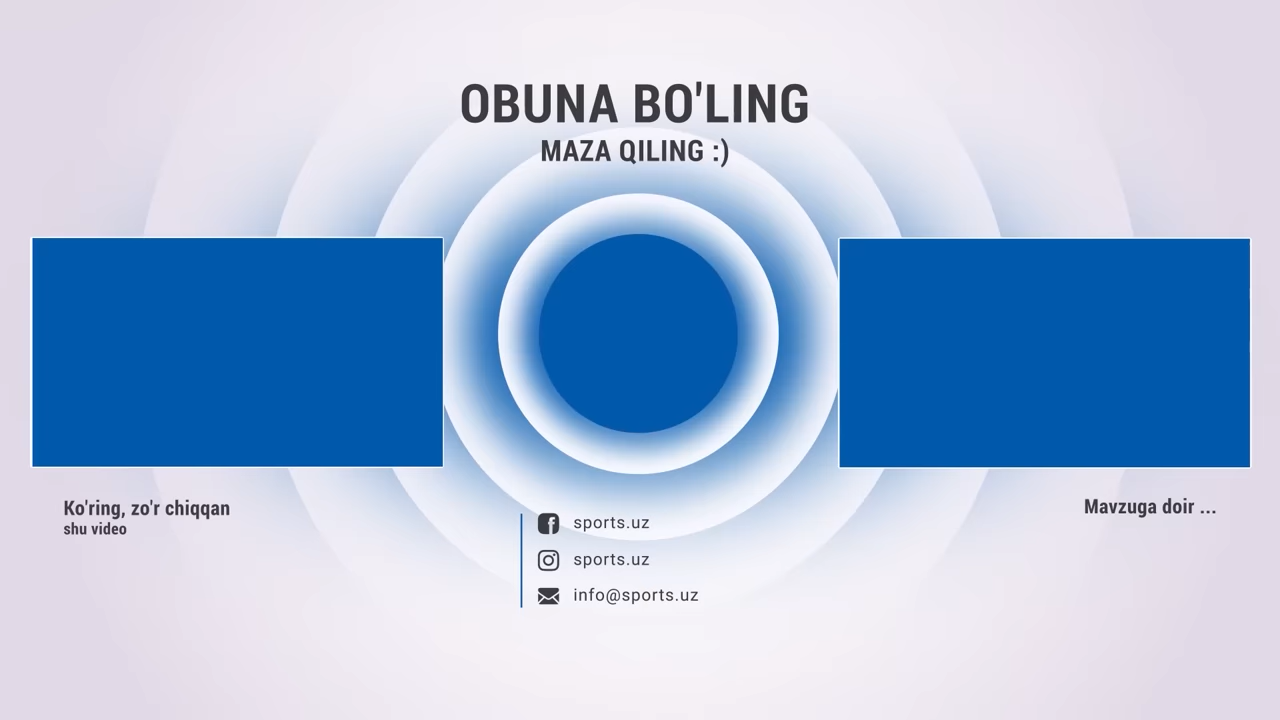 OBUNA BO'LING
MAZA QILING :)
Ko'ring, zo'r chiqqan
shu video
Mavzuga doir ...
sports.uz
sports.uz
info@sports.uz